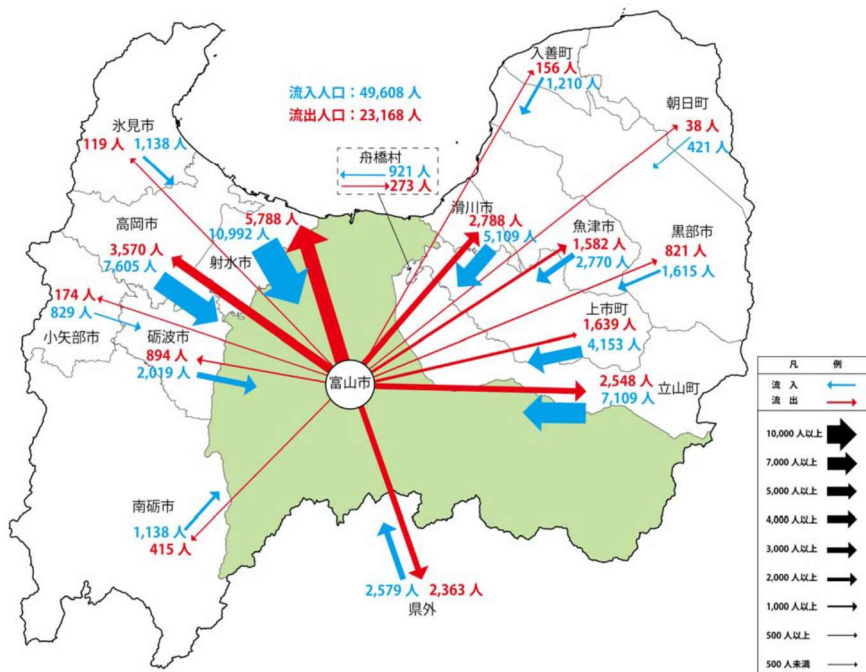 流入人口：49,608 人
流出人口：23,168 人
入善町
156 人
1,210 人
朝日町
38 人
421 人
氷見市
119 人 1,138 人
舟橋村
921 人
273 人
高岡市
3,570 人
7,605 人
5,788 人
10,992 人
射水市
滑川市
2,788 人
5,109 人
魚津市
1,582 人
2,770 人
黒部市
821 人
1,615 人
174 人
829 人
小矢部市
砺波市
894 人
2,019 人
上市町
1,639 人
4,153 人
富山市
2,548 人
7,109 人
立山町
南砺市
1,138 人
415 人
2,579 人 2,363 人
県外
凡 例
流 入
流 出
10,000 人以上
7,000 人以上
5,000 人以上
4,000 人以上
3,000 人以上
2,000 人以上
1,000 人以上
500 人以上
500 人未満